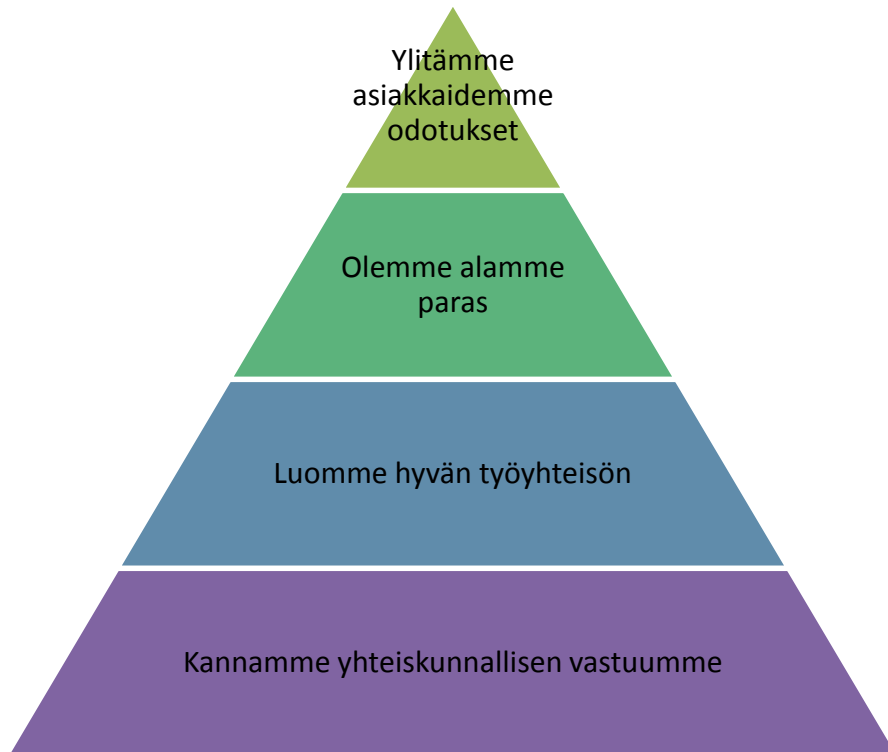 Ylitämme
asiakkaidemme
odotukset
Olemme alamme
paras
Luomme hyvän työyhteisön
Kannamme yhteiskunnallisen vastuumme